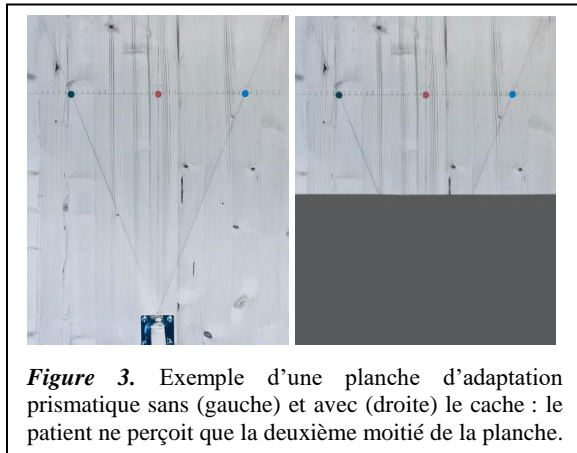 Figure 3. Exemple d'une planche d'adaptation
prismatique sans (gauche) et avec (droite) le cache : le
patient ne perçoit que la deuxième moitié de la planche.